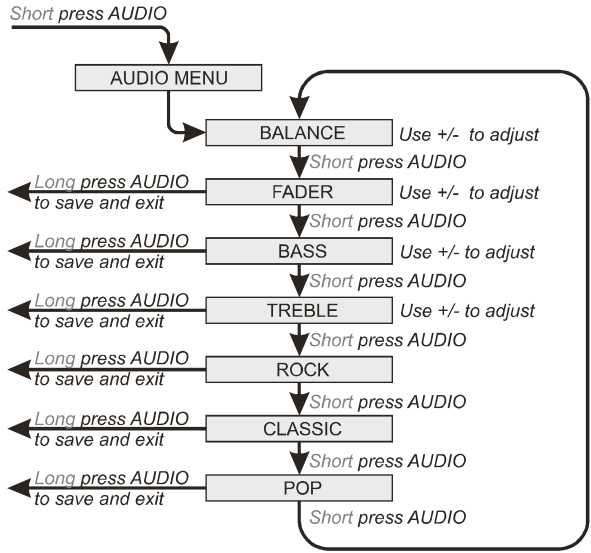 Short press AUDIO
AUDIO MENU
BALANCE Use +/- to adjust
Short press AUDIO
Long press AUDIO
to save and exit
FADER Use +/- to adjust
Short press AUDIO
Long press AUDIO
to save and exit
BASS Use +/- to adjust
Short press AUDIO
Long press AUDIO
to save and exit
TREBLE Use +/- to adjust
Short press AUDIO
Long press AUDIO
to save and exit
ROCK
Short press AUDIO
Long press AUDIO
to save and exit
CLASSIC
Short press AUDIO
Long press AUDIO
to save and exit
POP
Short press AUDIO